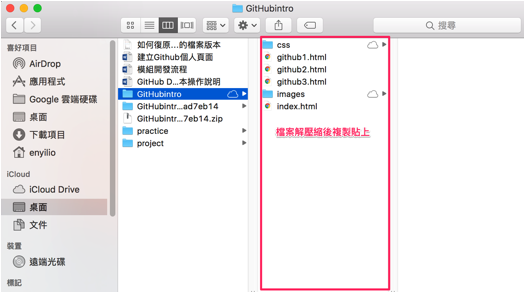 GitHubintro
搜尋
喜好項目
AirDrop
應用程式
Google 雲端硬碟
桌面
下載項目
enyilio
iCloud
iCloud Drive
桌面
文件
裝置
遠端光碟
標記
如何復原...的檔案版本
建立Github個人頁面
模組開發流程
GitHub D...本操作說明
GitHubintro
GitHubintr...ad7eb14
GitHubintr...7eb14.zip
practice
project
css
github1.html
github2.html
github3.html
images
index.html
檔案解壓縮後複製貼上